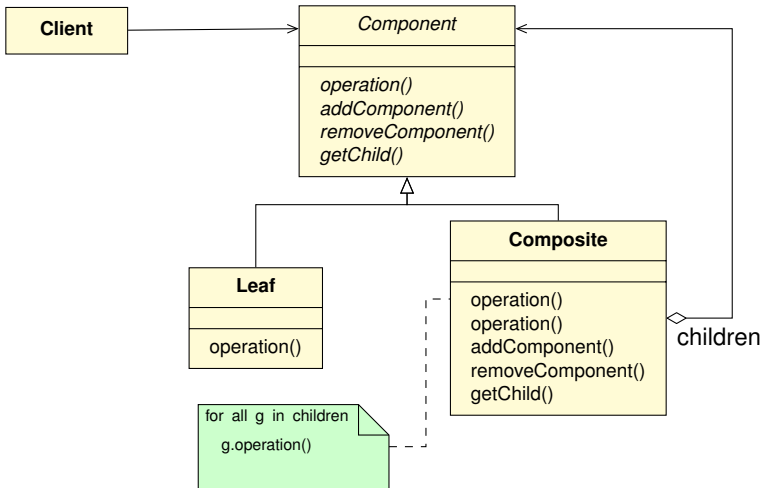 Client
Component
operation()
addComponent()
removeComponent()
getChild()
Composite
Leaf
operation()
operation()
operation()
addComponent()
removeComponent()
getChild()
children
for all g in children
g.operation()